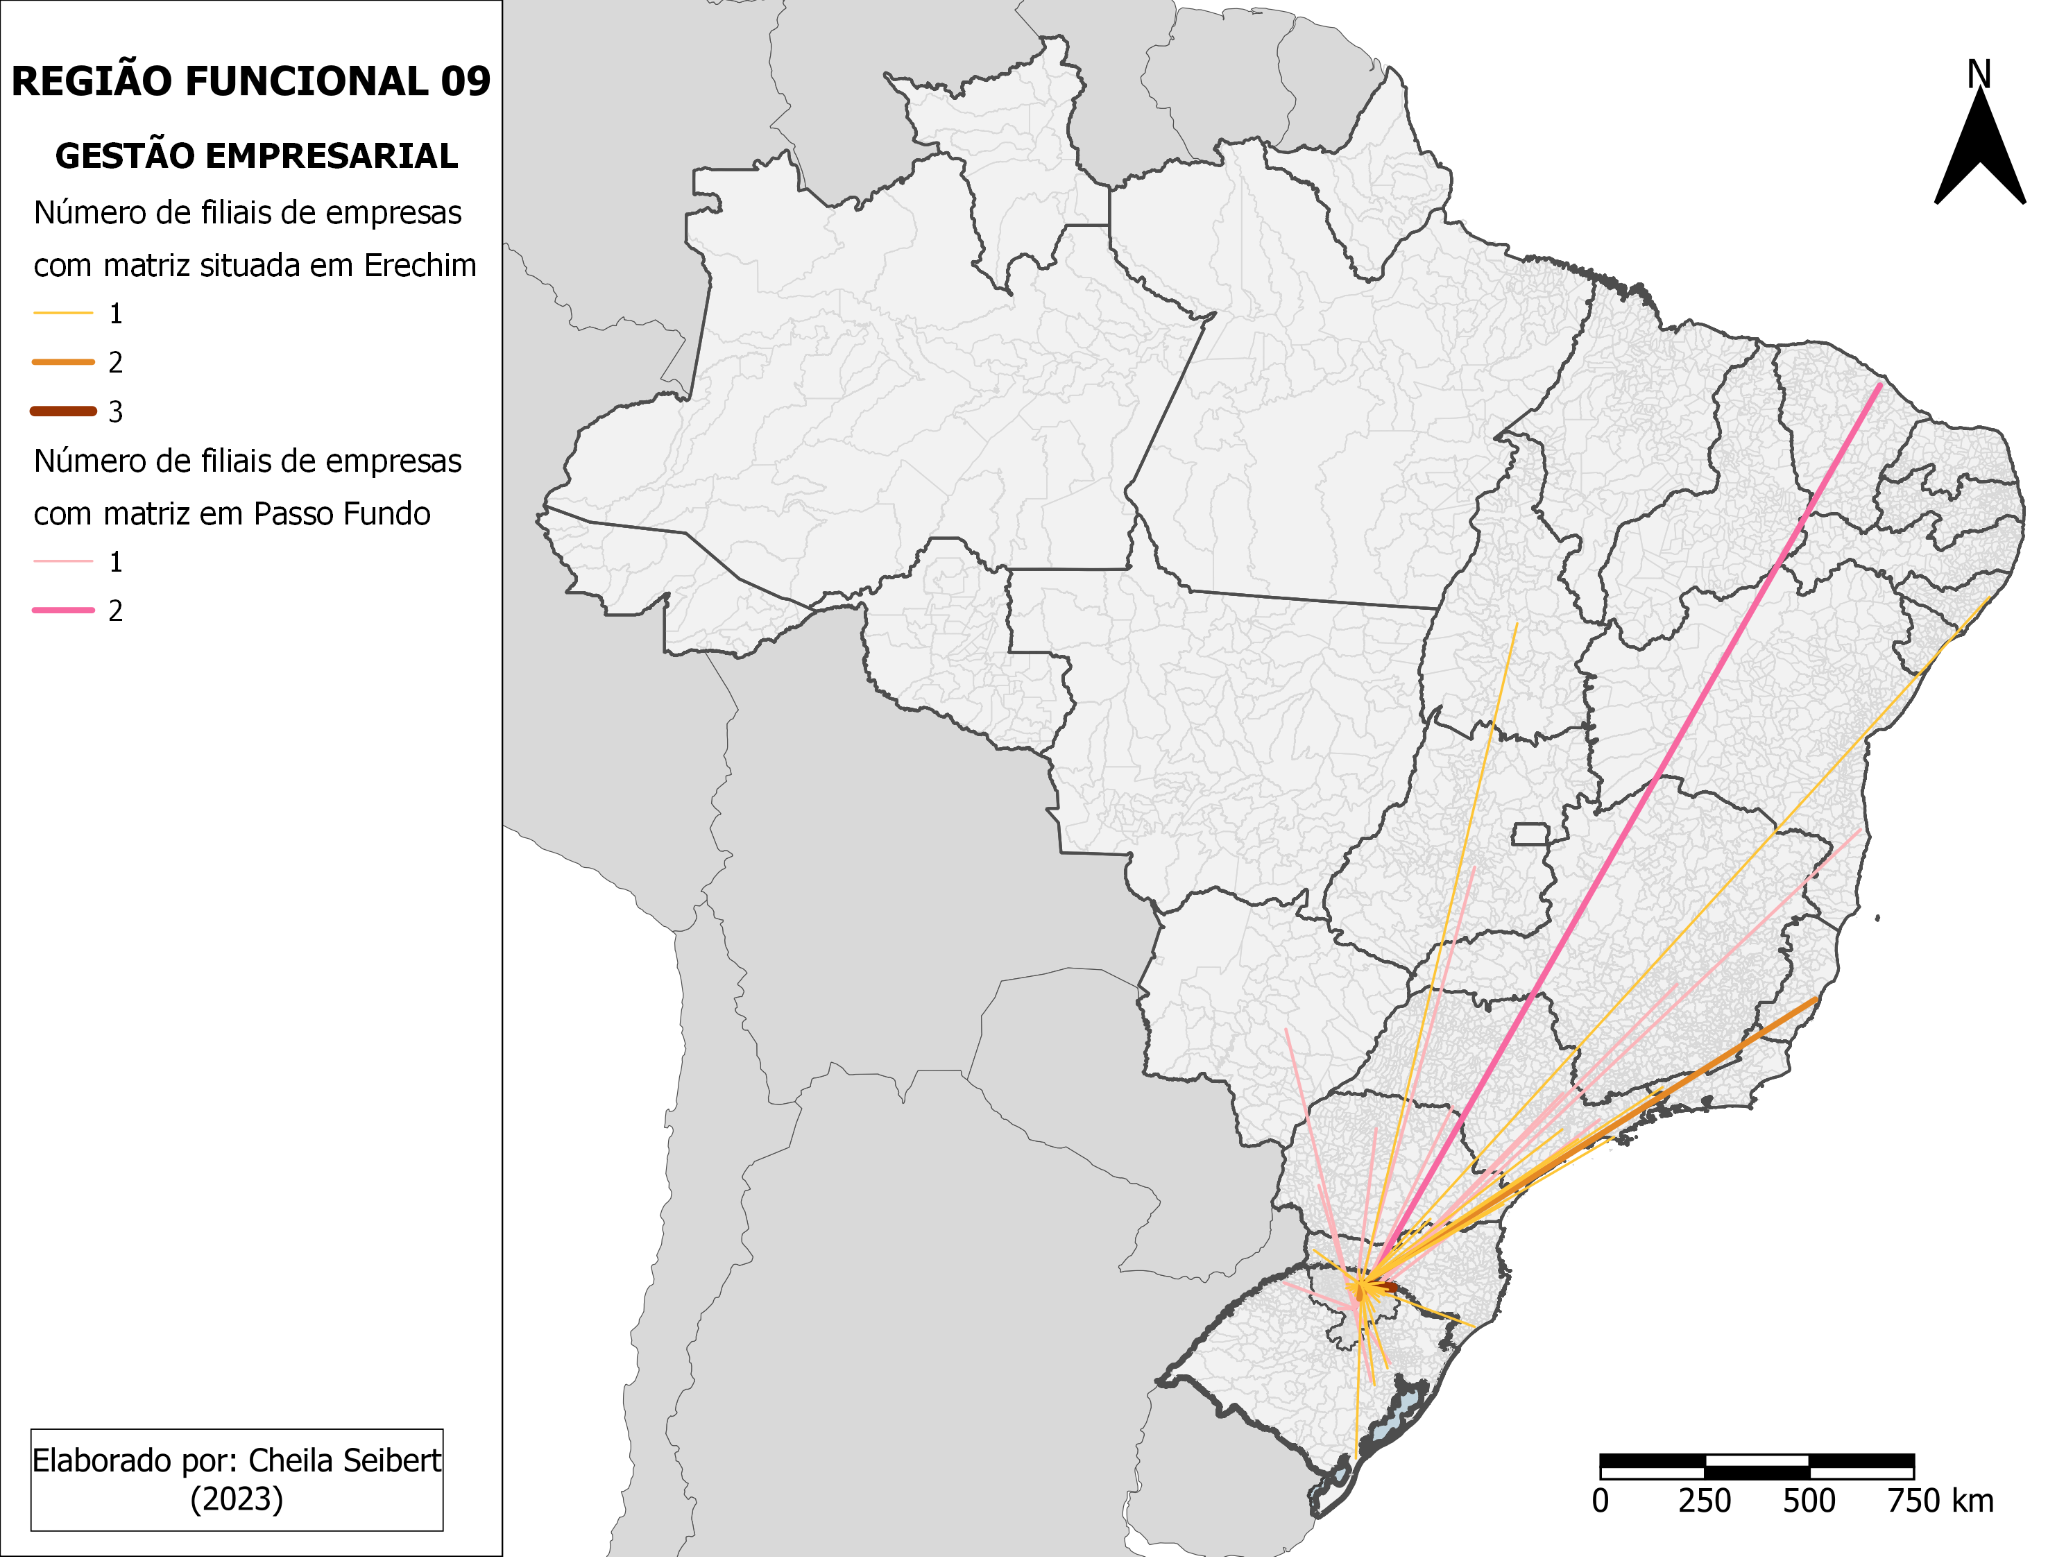 REGIÃO FUNCIONAL 09
GESTÃO EMPRESARIAL
Número de filiais de empresas
com matriz situada em Erechim
1
2
3
Número de filiais de empresas
com matriz em Passo Fundo
1
2
Elaborado por: Cheila Seibert
(2023)
N
0 250 500 750 km